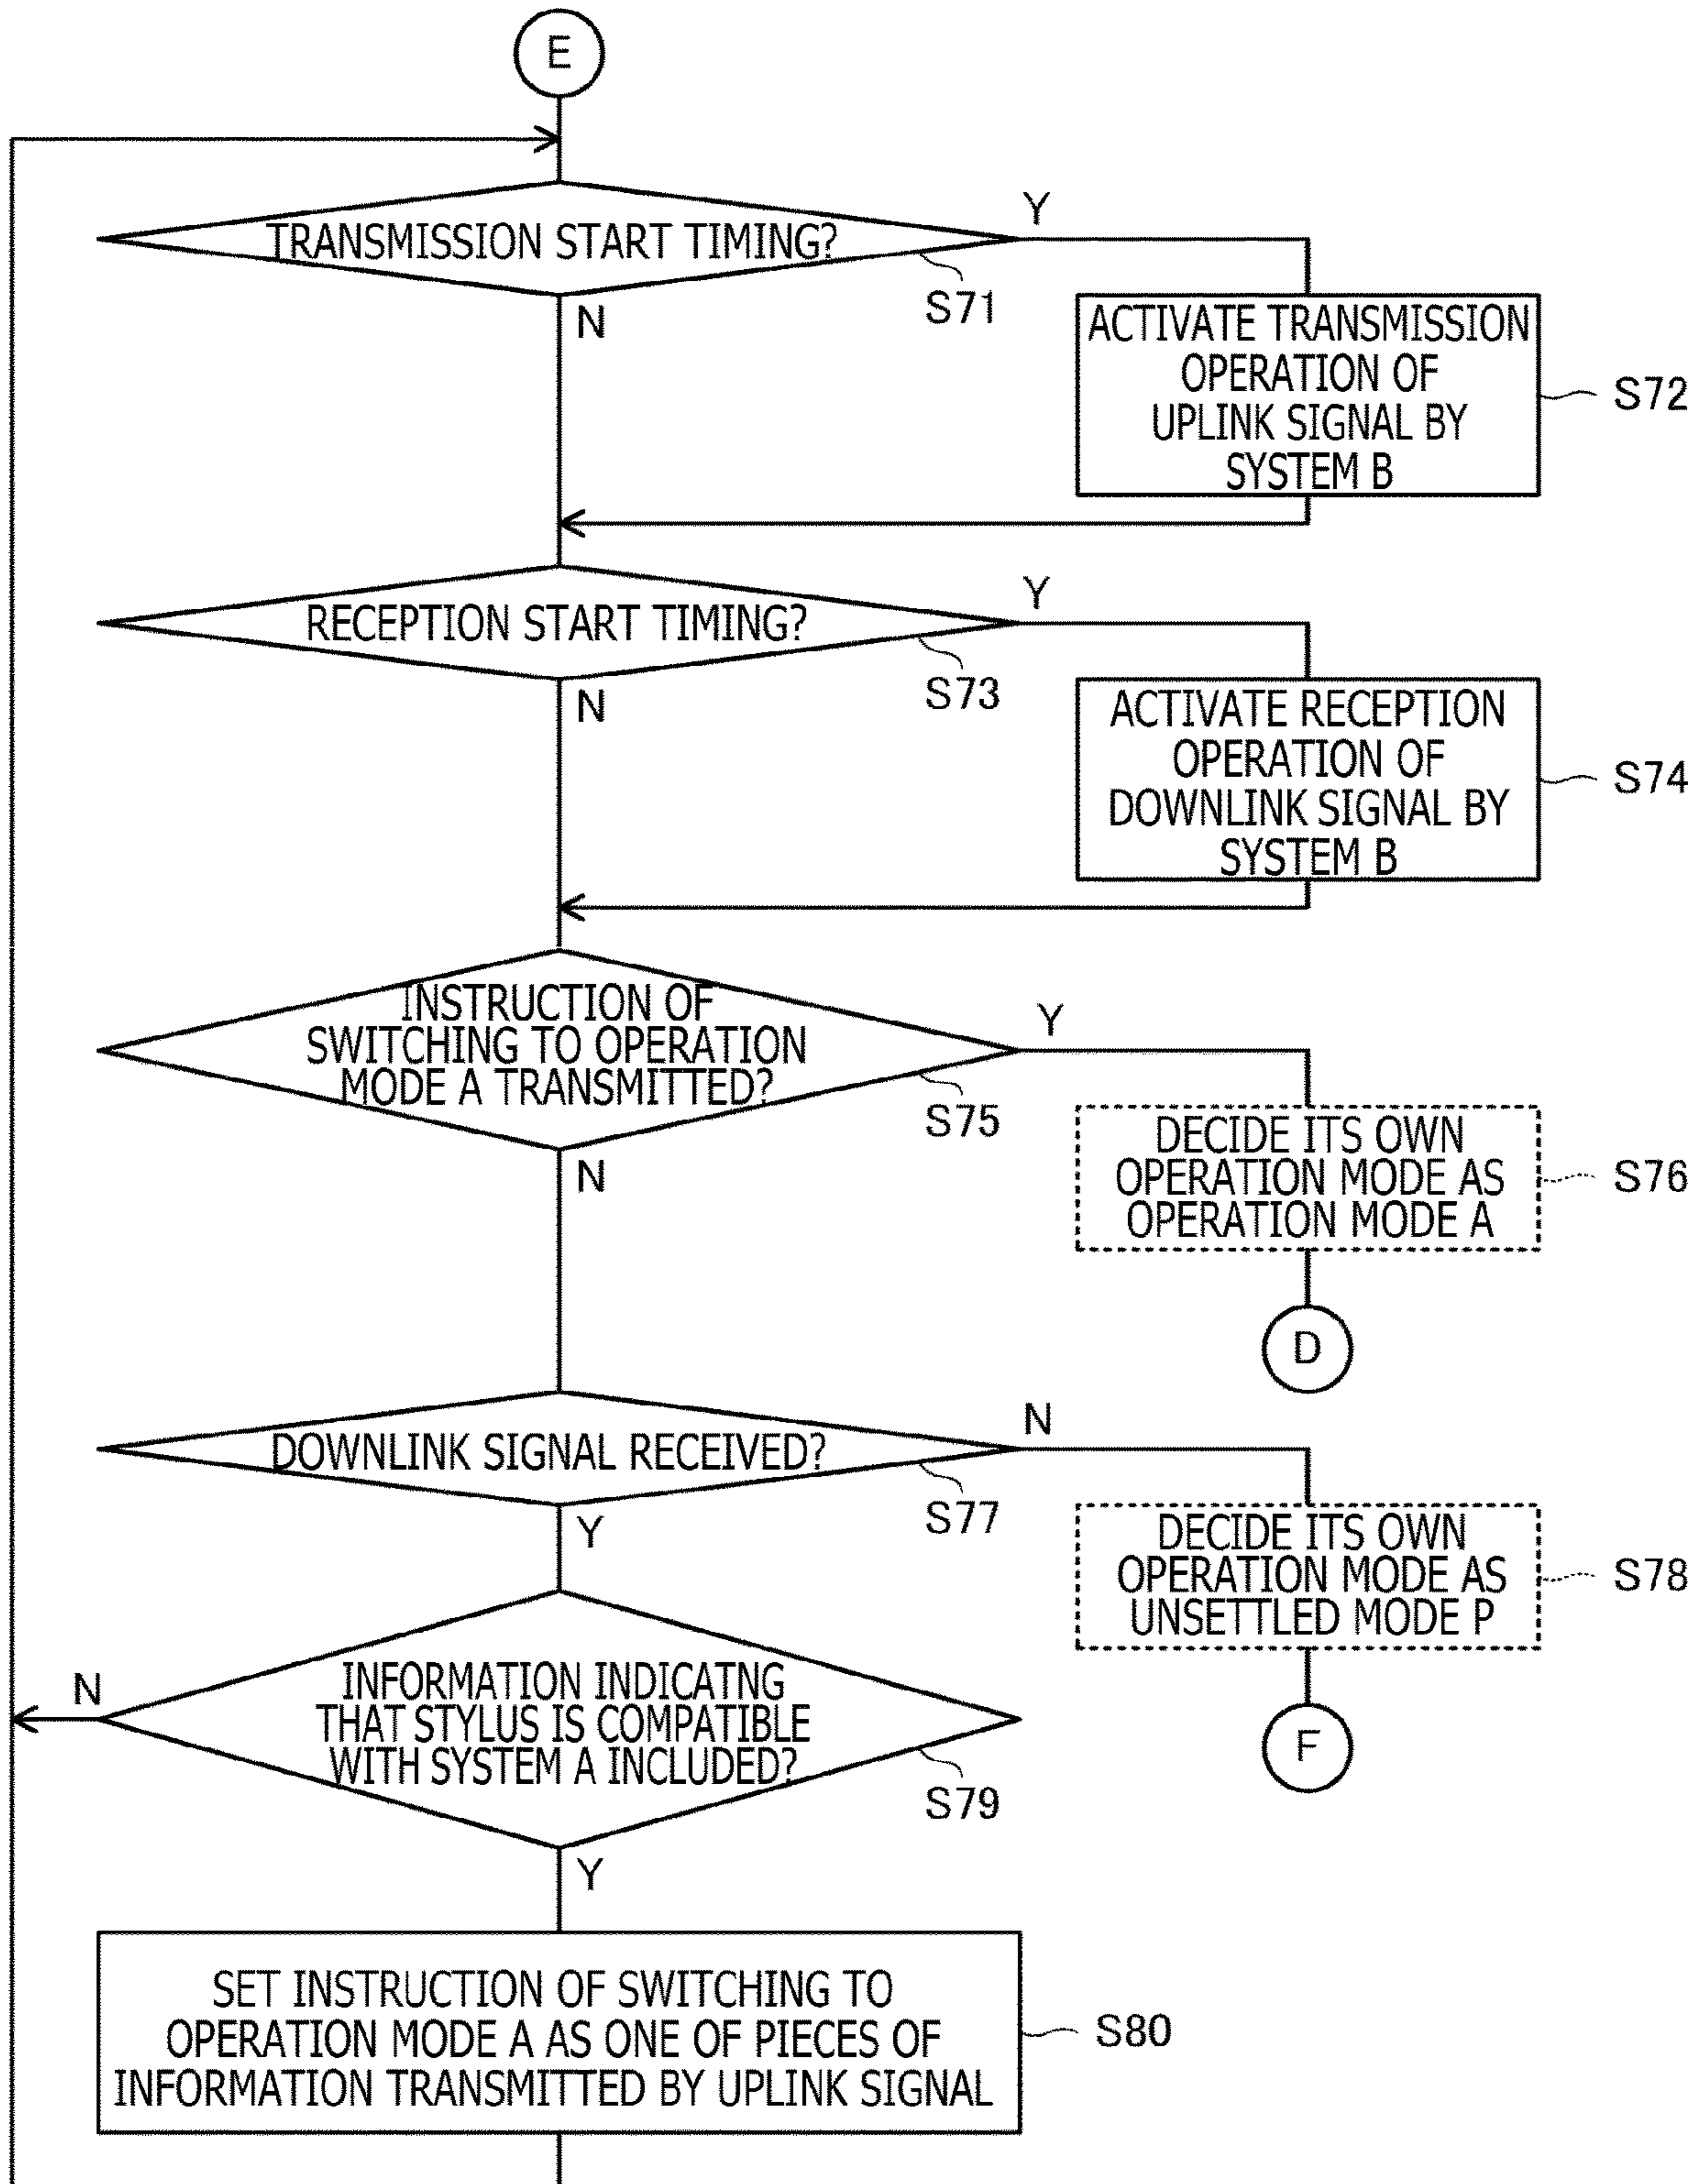 E
TRANSMISSION START TIMING?
Y
S71
N
ACTIVATE TRANSMISSION
OPERATION OF
UPLINK SIGNAL BY
SYSTEM B
S72
RECEPTION START TIMING?
Y
S73
N
ACTIVATE RECEPTION
OPERATION OF
DOWNLINK SIGNAL BY
SYSTEM B
S74
INSTRUCTION OF
SWITCHING TO OPERATION
MODE A TRANSMITTED?
Y
S75
N
DECIDE ITS OWN
OPERATION MODE AS
OPERATION MODE A
S76
D
DOWNLINK SIGNAL RECEIVED?
N
S77
Y
DECIDE ITS OWN
OPERATION MODE AS
UNSETTLED MODE P
S78
F
INFORMATION INDICATNG
THAT STYLUS IS COMPATIBLE
WITH SYSTEM A INCLUDED?
N
S79
Y
SET INSTRUCTION OF SWITCHING TO
OPERATION MODE A AS ONE OF PIECES OF
INFORMATION TRANSMITTED BY UPLINK SIGNAL
S80